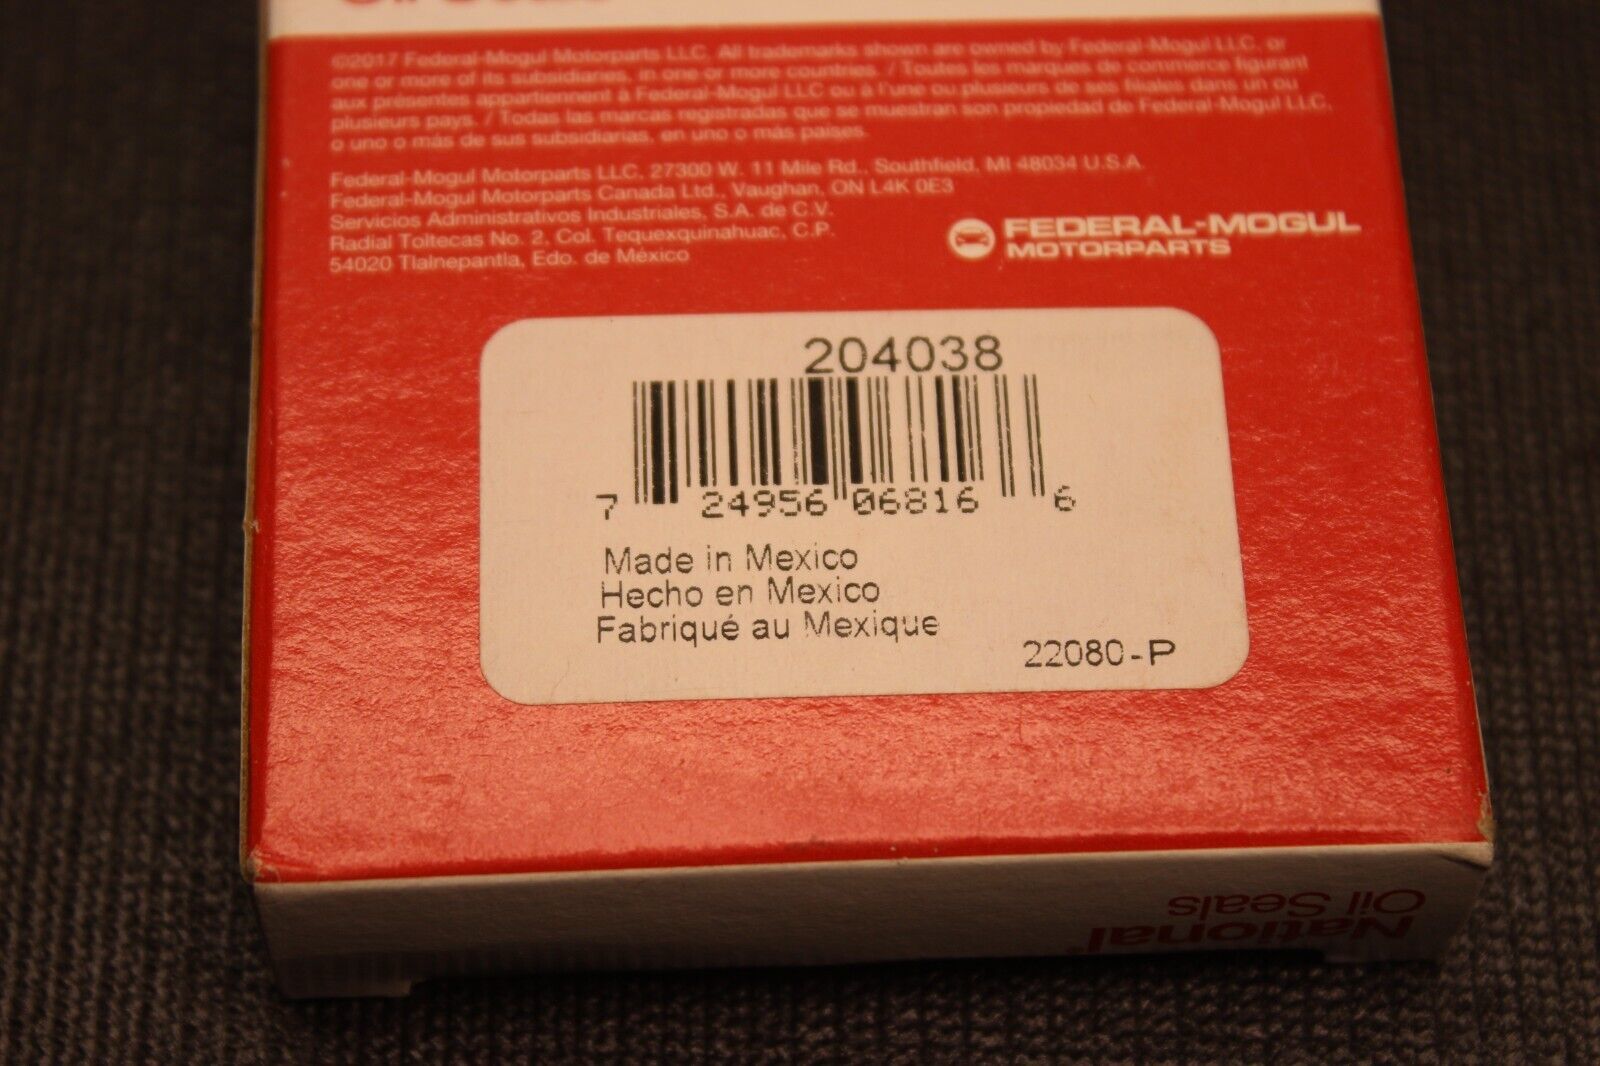 ©2017 Federal-Mogul Motorparts LLC. All trademarks shown are owned by Federal-Mogul LLC, or
one or more of its subsidiaries, in one or more countries. / Toutes les marques de commerce figurant
aux présentes appartiennent à Federal-Mogul LLC ou à l'une ou plusieurs de ses filiales dans un ou
plusieurs pays. / Todas las marcas registradas que se muestran son propiedad de Federal-Mogul LLC,
o uno o más de sus subsidiarias, en uno o más países.
Federal-Mogul Motorparts LLC. 27300 W. 11 Mile Rd., Southfield, MI 48034 U.S.A.
Federal-Mogul Motorparts Canada Ltd., Vaughan, ON L4K 0E3
Servicios Administrativos Industriales, S.A. de C.V.
Radial Toltecas No. 2, Col. Tequexquinahuac, C.P.
54020 Tlalnepantla, Edo. de México
FEDERAL-MOGUL
MOTORPARTS
204038
7 24956 06816 6
Made in Mexico
Hecho en Mexico
Fabriqué au Mexique
22080-P
National®
Oil Seals